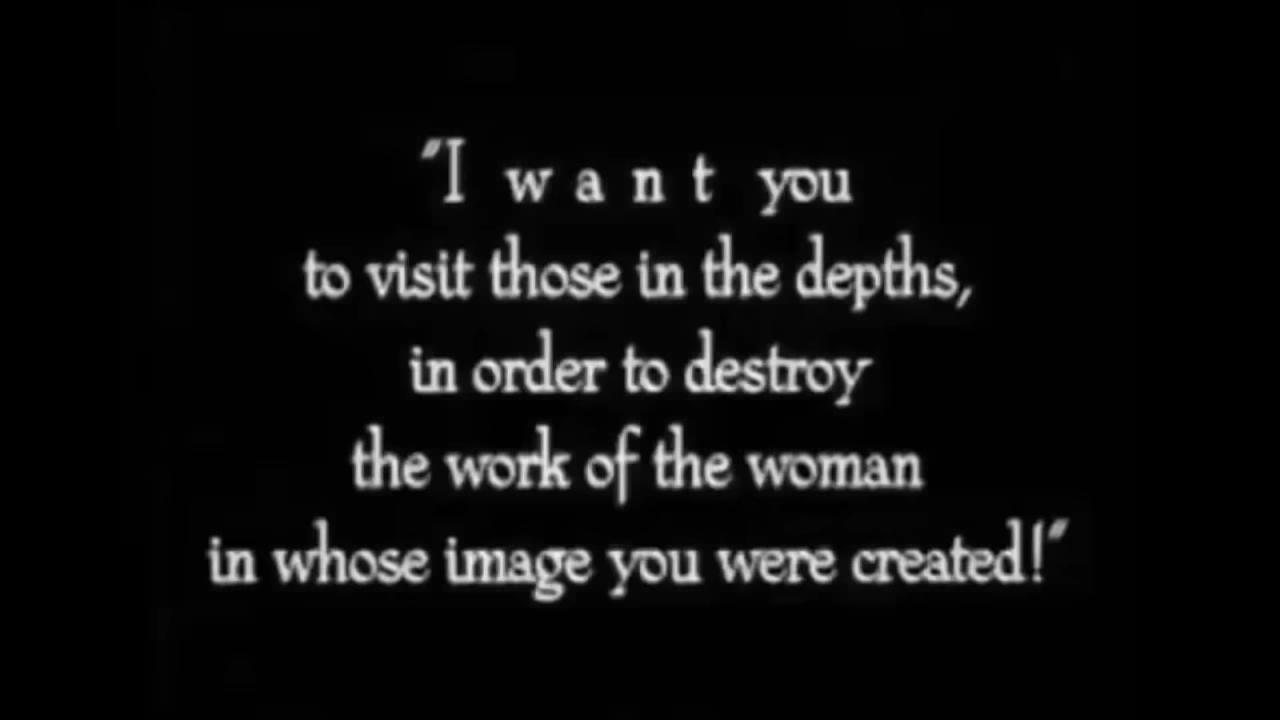 "I w a n t you
to visit those in the depths,
in order to destroy
the work of the woman
in whose image you were created!"